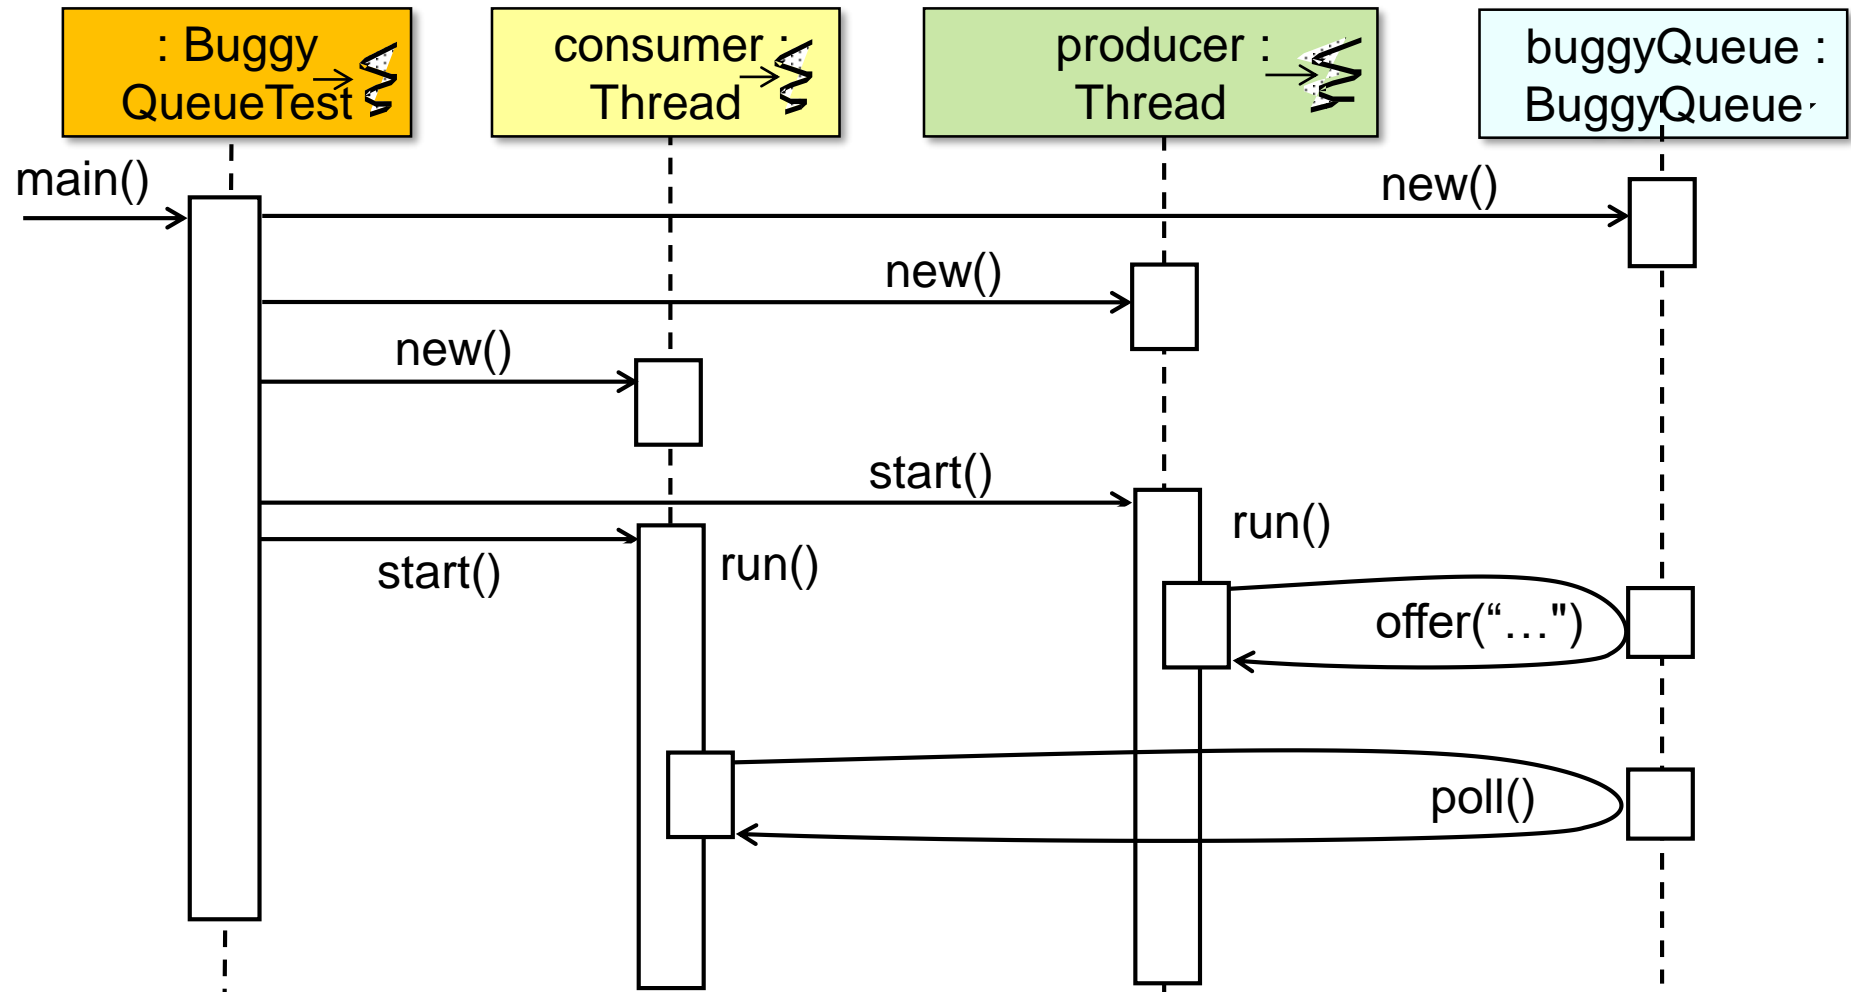 : Buggy
QueueTest
consumer :
Thread
producer :
Thread
buggyQueue :
BuggyQueue
main()
new()
new()
new()
start()
start()
run()
run()
offer(“…")
poll()